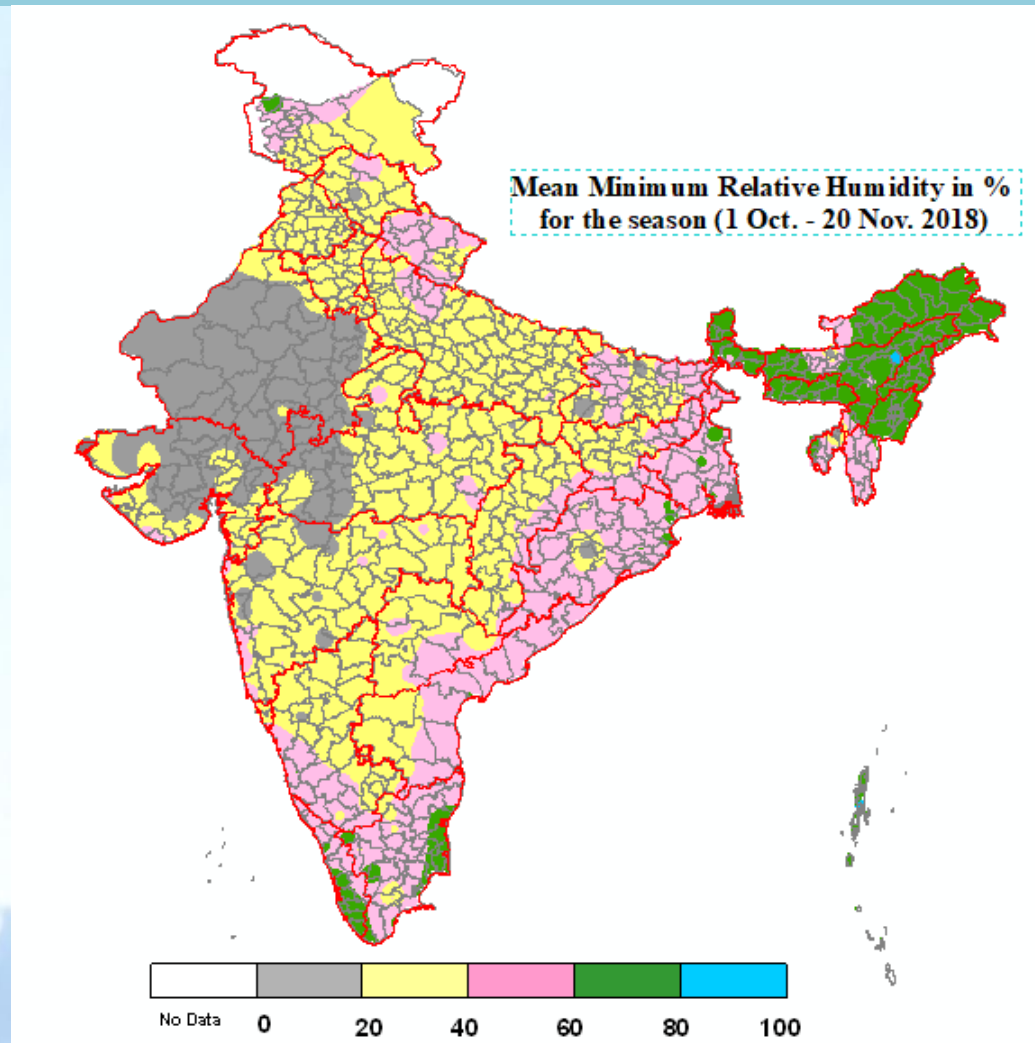 Mean Minimum Relative Humidity in %
for the season (1 Oct. - 20 Nov. 2018)
No Data 0 20 40 60 80 100